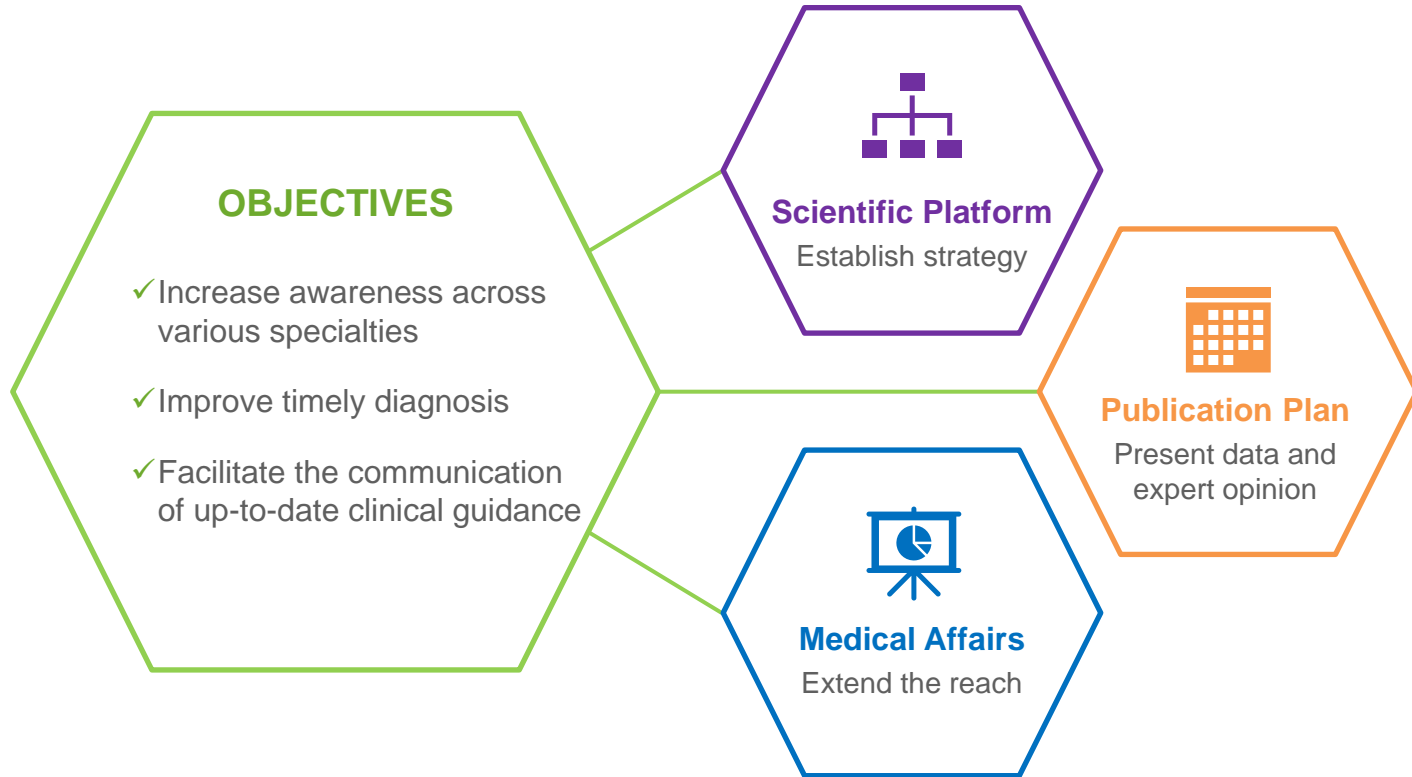 OBJECTIVES
✓Increase awareness across
various specialties
✓Improve timely diagnosis
✓Facilitate the communication
of up-to-date clinical guidance
Scientific Platform
Establish strategy
Publication Plan
Present data and
expert opinion
Medical Affairs
Extend the reach